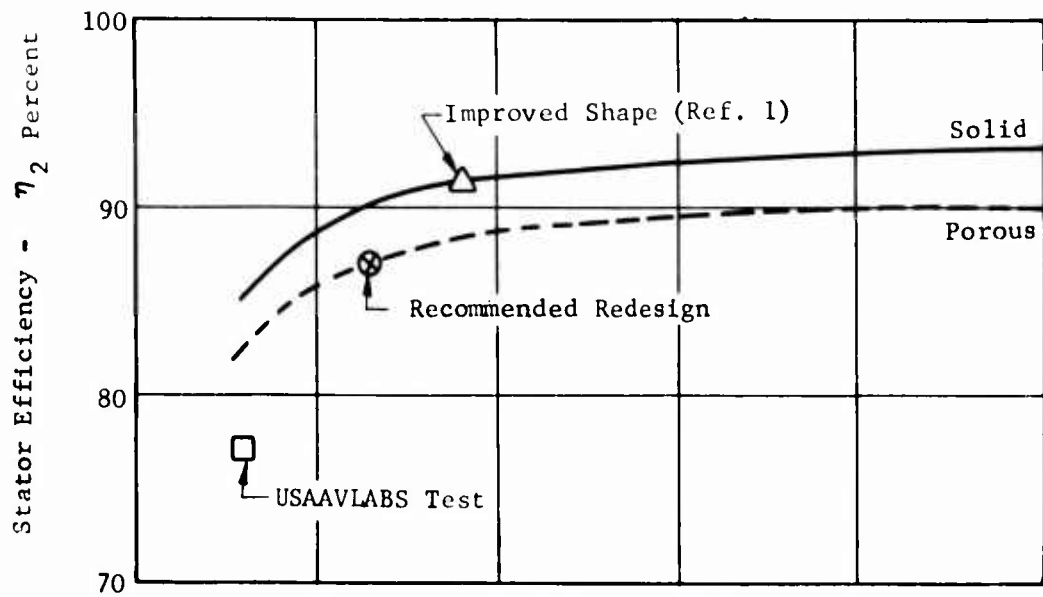 100
Improved Shape (Ref. 1)
Solid
90
Porous
Recommended Redesign
80
USAAVLABS Test
70
Stator Efficiency - η2 Percent